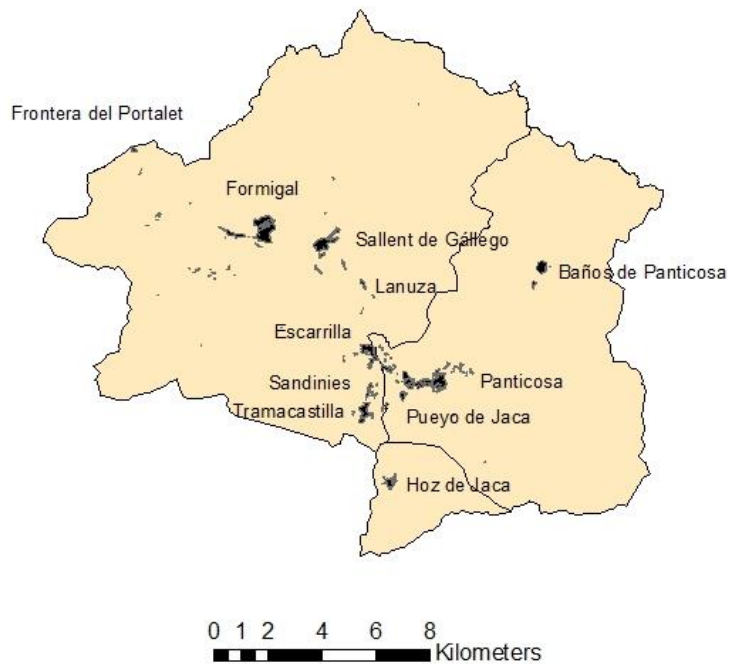 Frontera del Portalet
Formigal
Sallent de Gállego
Baños de Panticosa
Lanuza
Escarrilla
Sandinies
Panticosa
Tramacastilla
Pueyo de Jaca
Hoz de Jaca
0 1 2 4 6 8
Kilometers